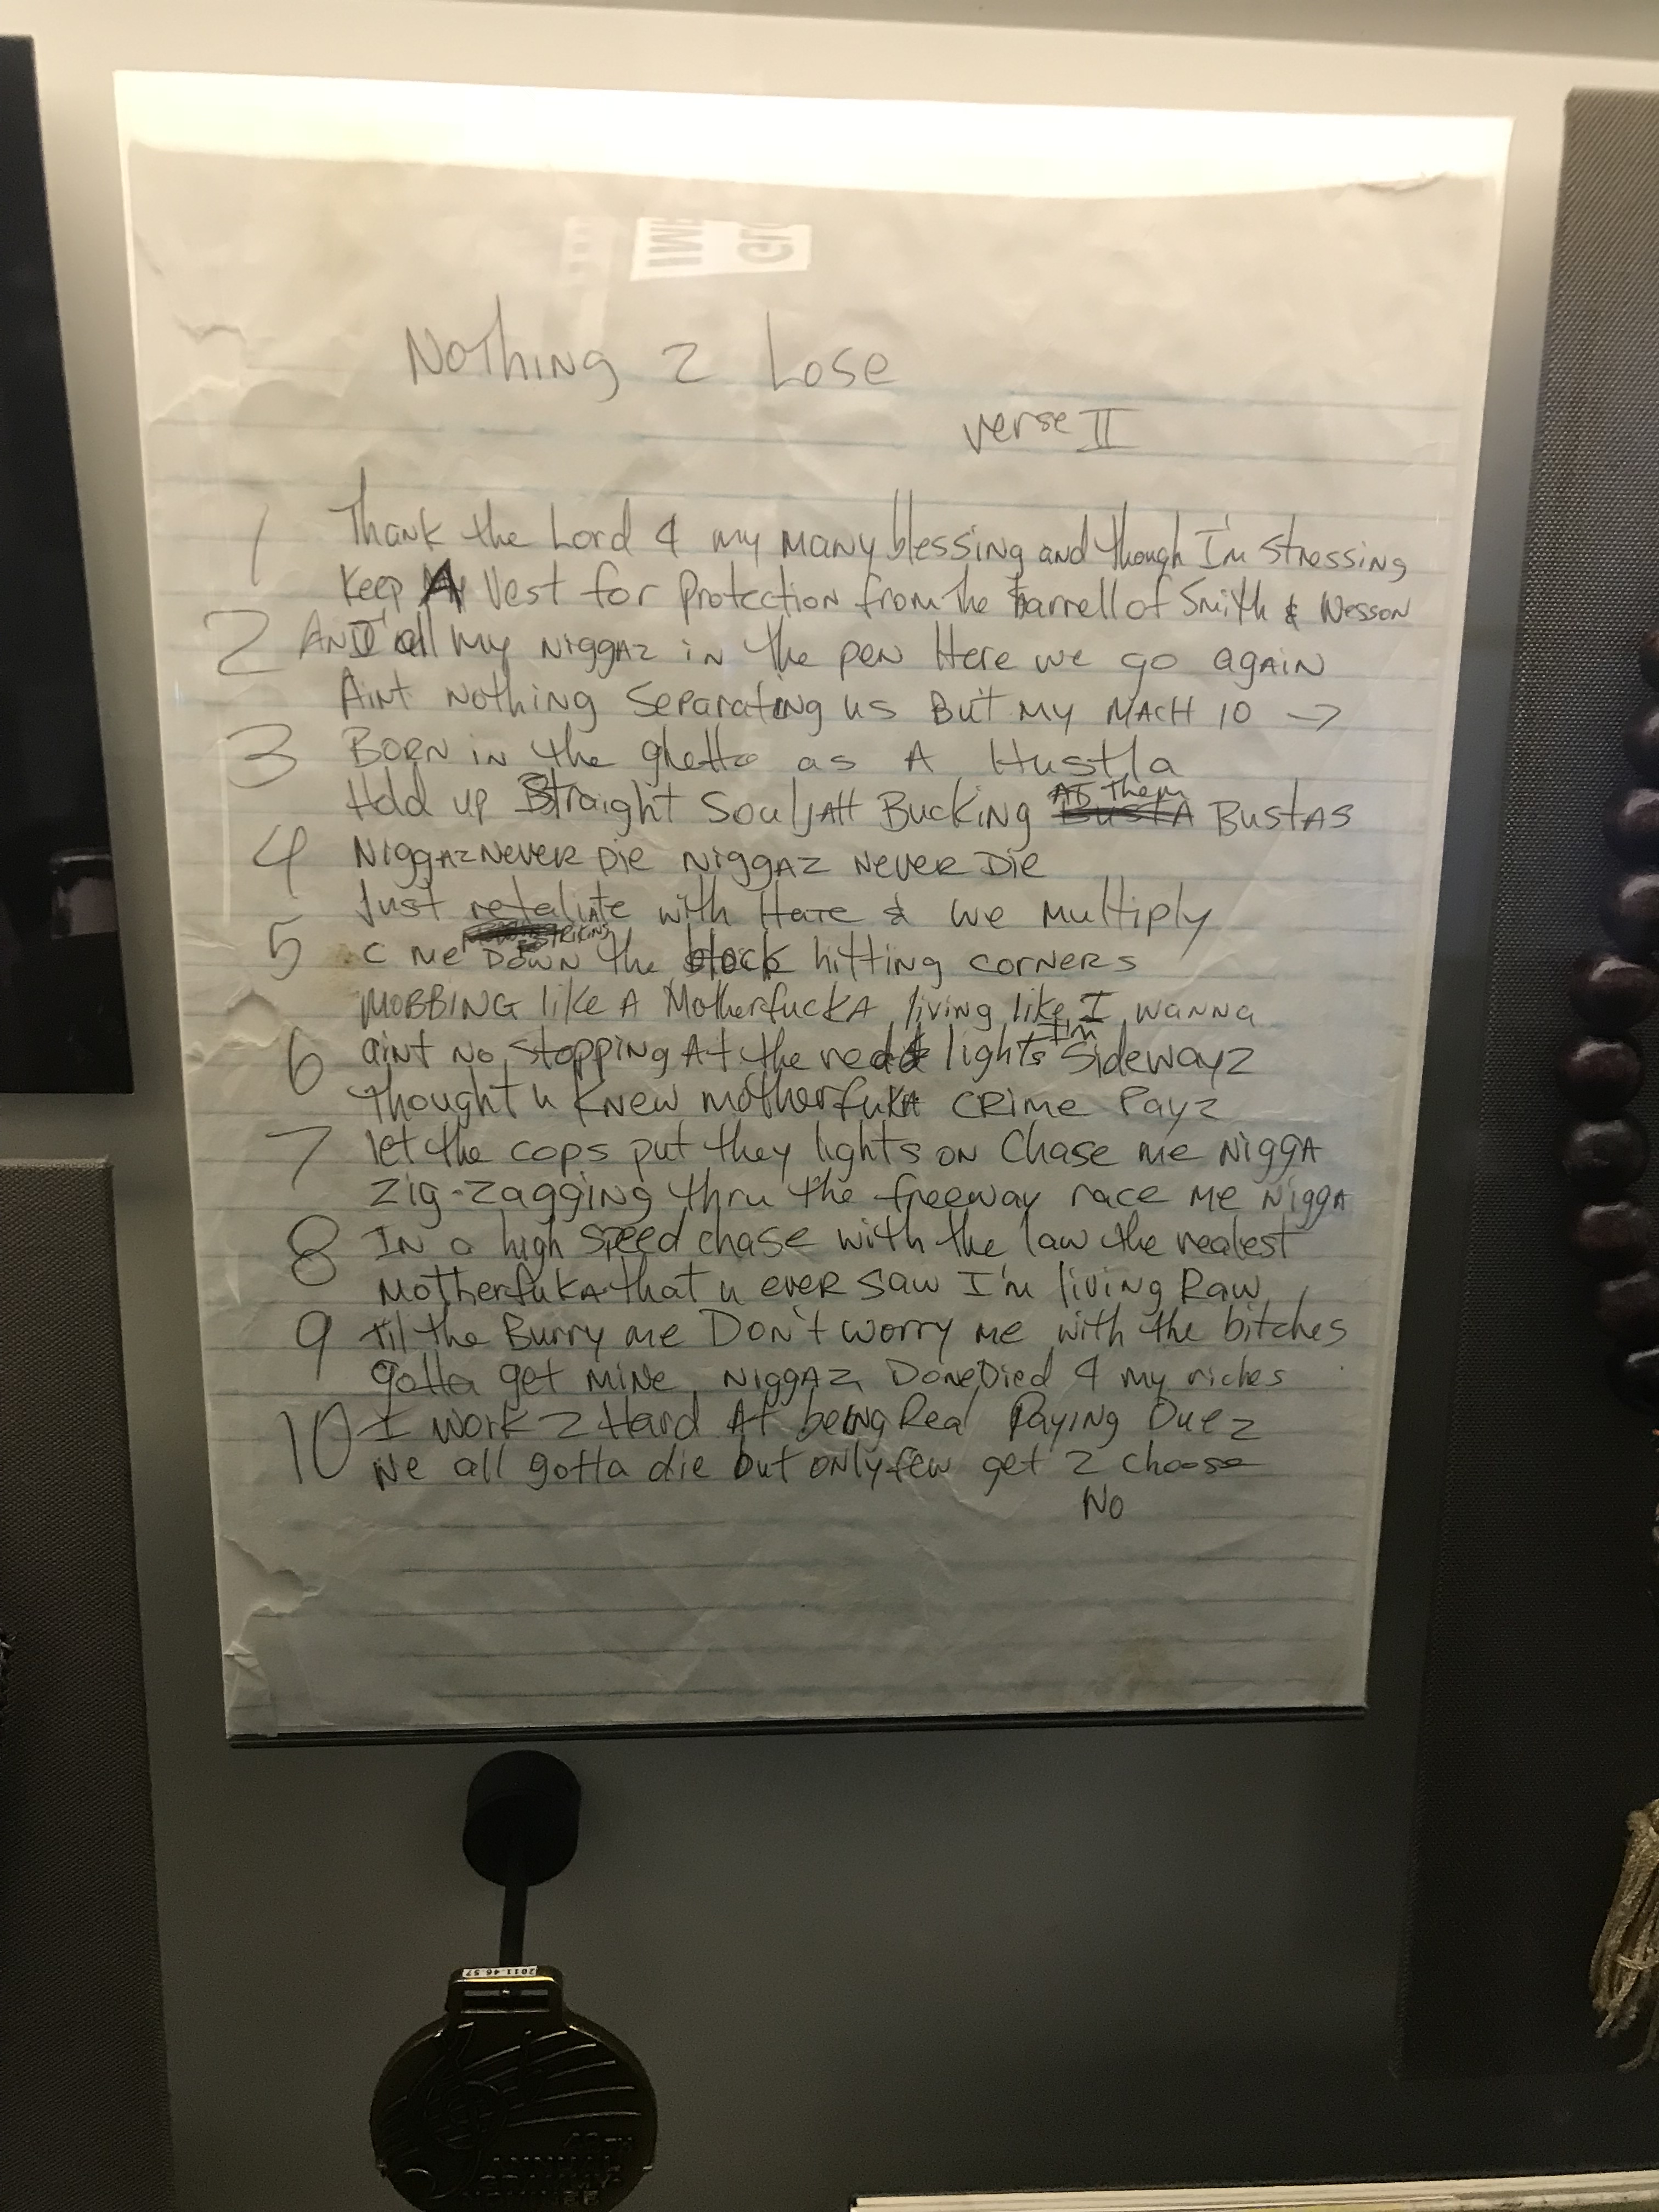 IWE
Gr
Nothing 2 Lose
verse II
1 Thank the Lord 4 my many blessing and though I'm stressing
Keep A Vest for protection from the barrell of Smith & Wesson
2 AND all my Niggaz in the pen Here we go again
Aint nothing Separating us But my MACH 10 →
3 BORN in the ghetto as A Hustla
Hold up Straight SoulJAH Bucking At Them BUSTA BUSTAS
4 Niggaz NEVER Die Niggaz NEVER Die
Just retaliate with Hate & we Multiply
5 C Me STRIKING DOWN the block hitting corners
MOBBING like A MotherfuckA living like I wanna
6 aint no stopping At the redd lights I'm Sidewayz
thought u Knew motherfuKA CRIME Payz
7 let the cops put they lights on Chase me NiggA
Zig-zagging thru the freeway race me NiggA
8 IN a high Speed chase with the law the realest
MotherfuKA that u ever saw I'm living Raw
9 til the Burry me Don't worry me with the bitches
gotta get mine Niggaz Done Died 4 my riches
10 I work 2 Hard At being Real Paying Duez
We all gotta die but only few get 2 choose
No
2011 46 57